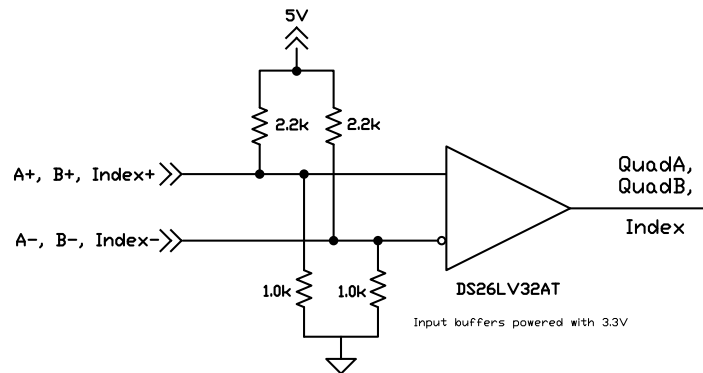 5V
2.2k
2.2k
A+, B+, Index+
QuadA,
QuadB,
Index
A-, B-, Index-
1.0k
1.0k
DS26LV32AT
Input buffers powered with 3.3V